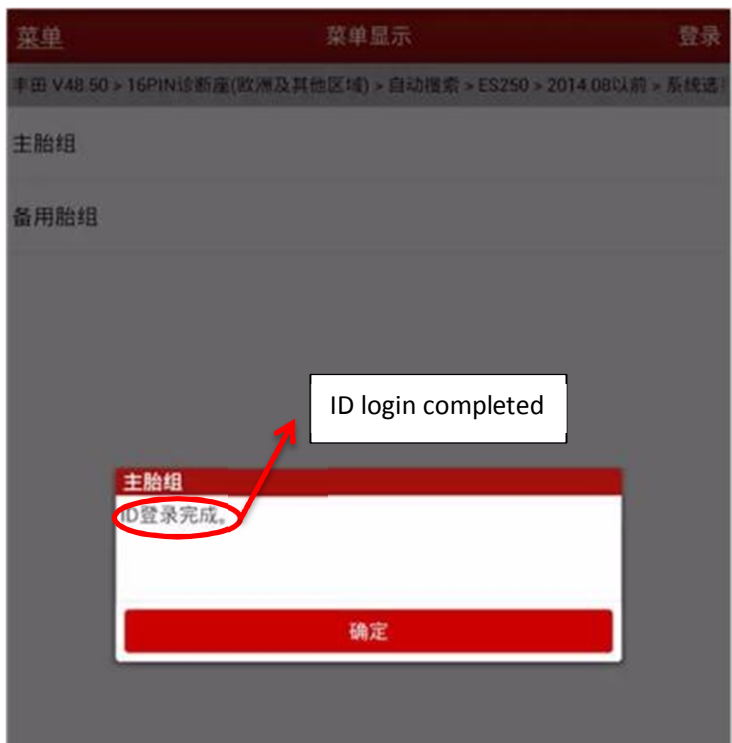 菜单 菜单显示 登录
丰田 V48.50 > 16PIN诊断座(欧洲及其他区域) > 自动搜索 > ES250 > 2014.08以前 > 系统选
主胎组
备用胎组
ID login completed
主胎组
ID登录完成。
确定